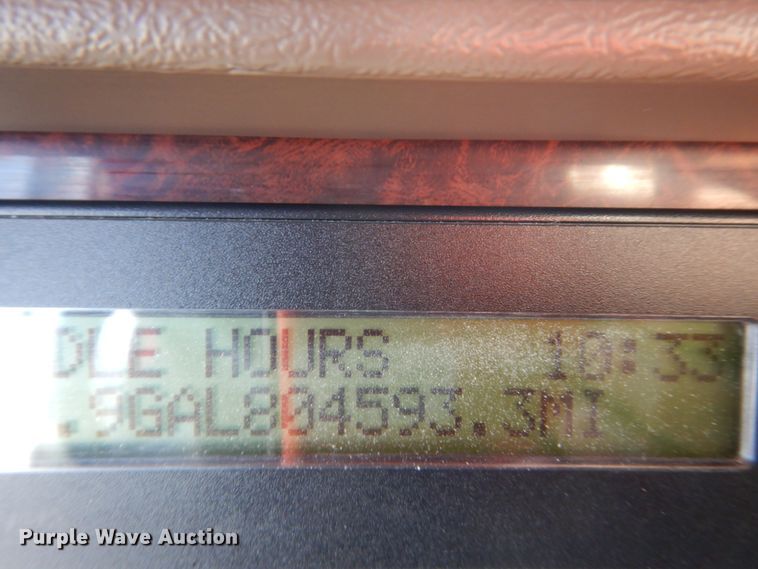 DLE HOURS 10:33
.9GAL804593.3MI
Purple Wave Auction